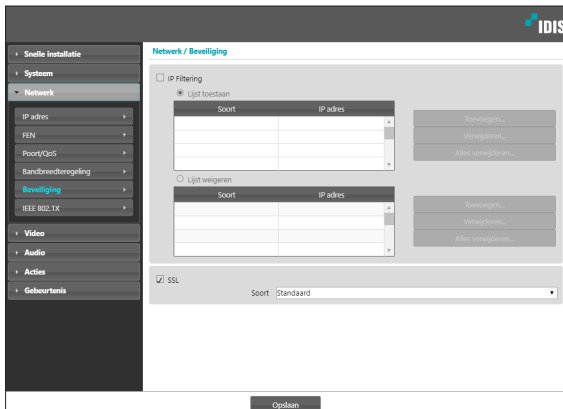 IDIS
Snelle installatie
Systeem
Netwerk
IP adres
FEN
Poort/QoS
Bandbreedteregeling
Beveiliging
IEEE 802.1X
Video
Audio
Acties
Gebeurtenis
Netwerk / Beveiliging
IP Filtering
Lijst toestaan
Soort IP adres
Toevoegen...
Verwijderen...
Alles verwijderen...
Lijst weigeren
Soort IP adres
Toevoegen...
Verwijderen...
Alles verwijderen...
SSL
Soort Standaard
Opslaan